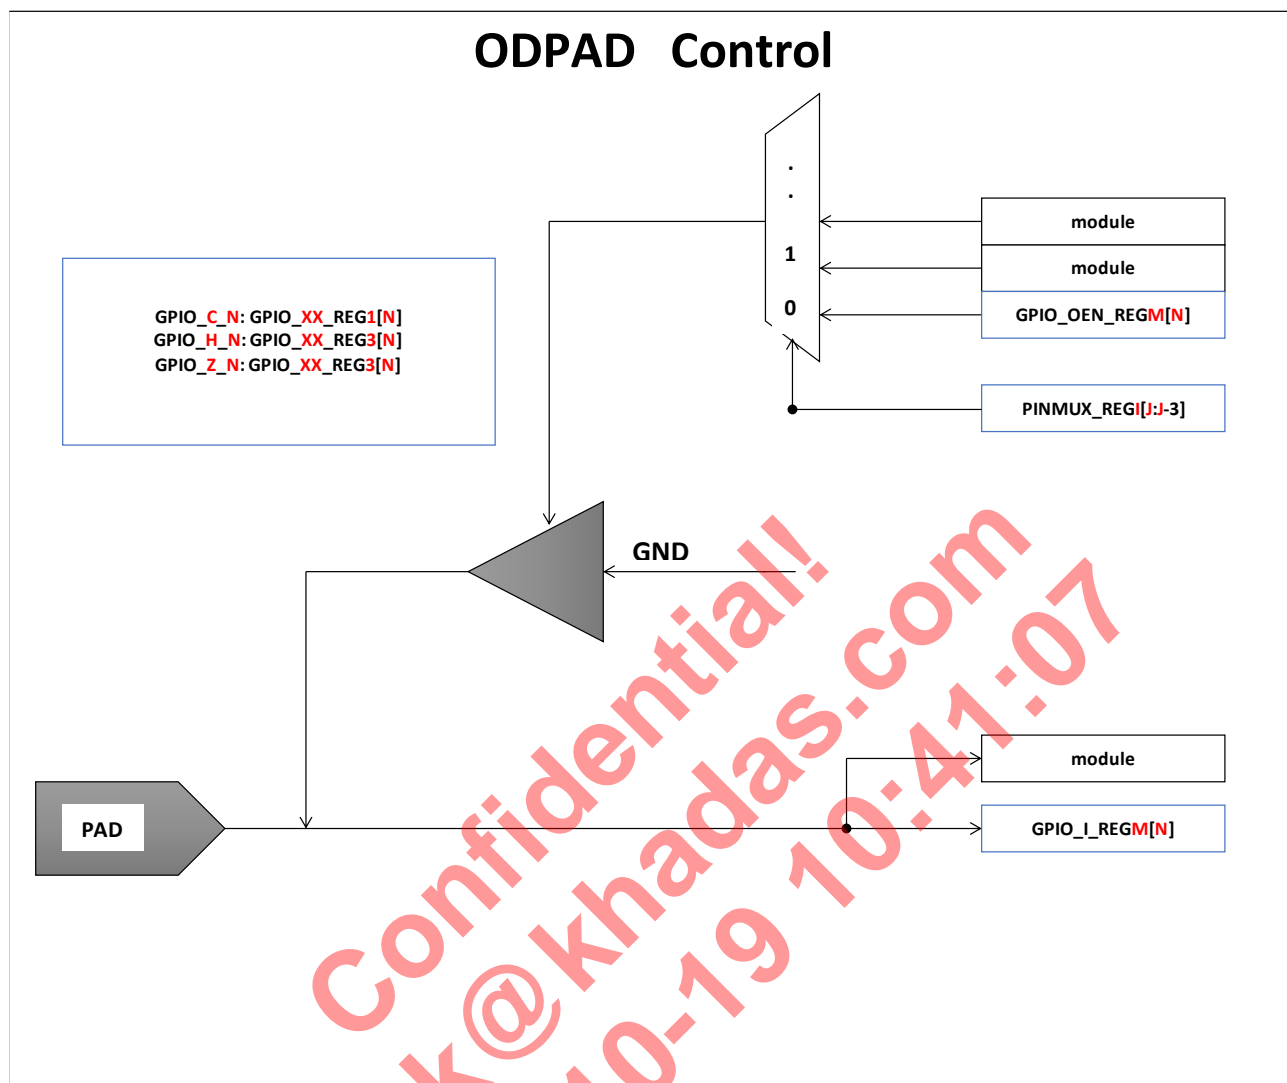 ODPAD Control
.
.
1
0
module
module
GPIO_OEN_REGM[N]
PINMUX_REGI[J:J-3]
GPIO_C_N: GPIO_XX_REG1[N]
GPIO_H_N: GPIO_XX_REG3[N]
GPIO_Z_N: GPIO_XX_REG3[N]
GND
module
PAD
GPIO_I_REGM[N]
Confidential!
k@khadas.com
10-19 10:41:07